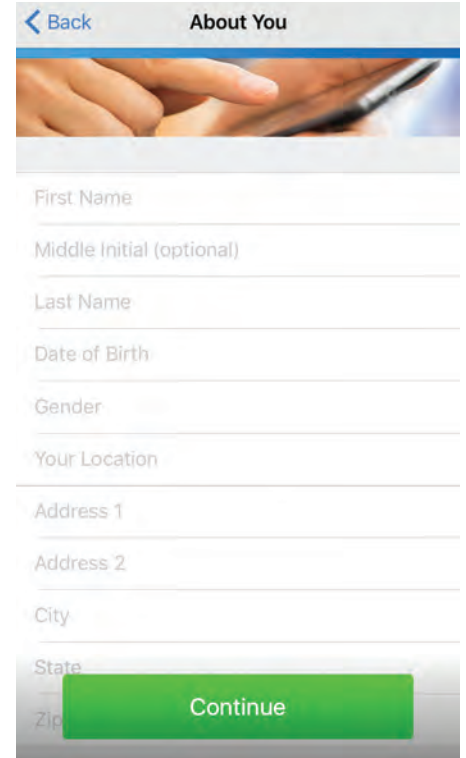 Back
About You
First Name
Middle Initial (optional)
Last Name
Date of Birth
Gender
Your Location
Address 1
Address 2
City
State
Zip
Continue